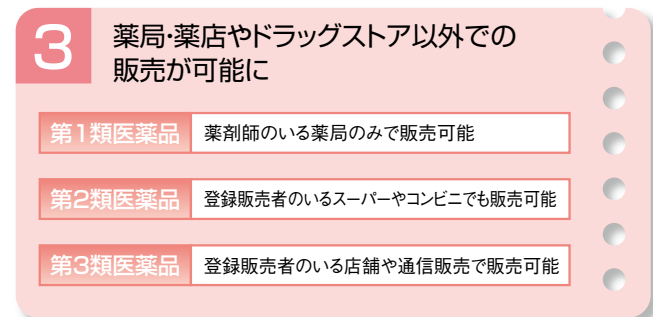 3
薬局・薬店やドラッグストア以外での
販売が可能に
第1類医薬品 薬剤師のいる薬局のみで販売可能
第2類医薬品 登録販売者のいるスーパーやコンビニでも販売可能
第3類医薬品 登録販売者のいる店舗や通信販売で販売可能